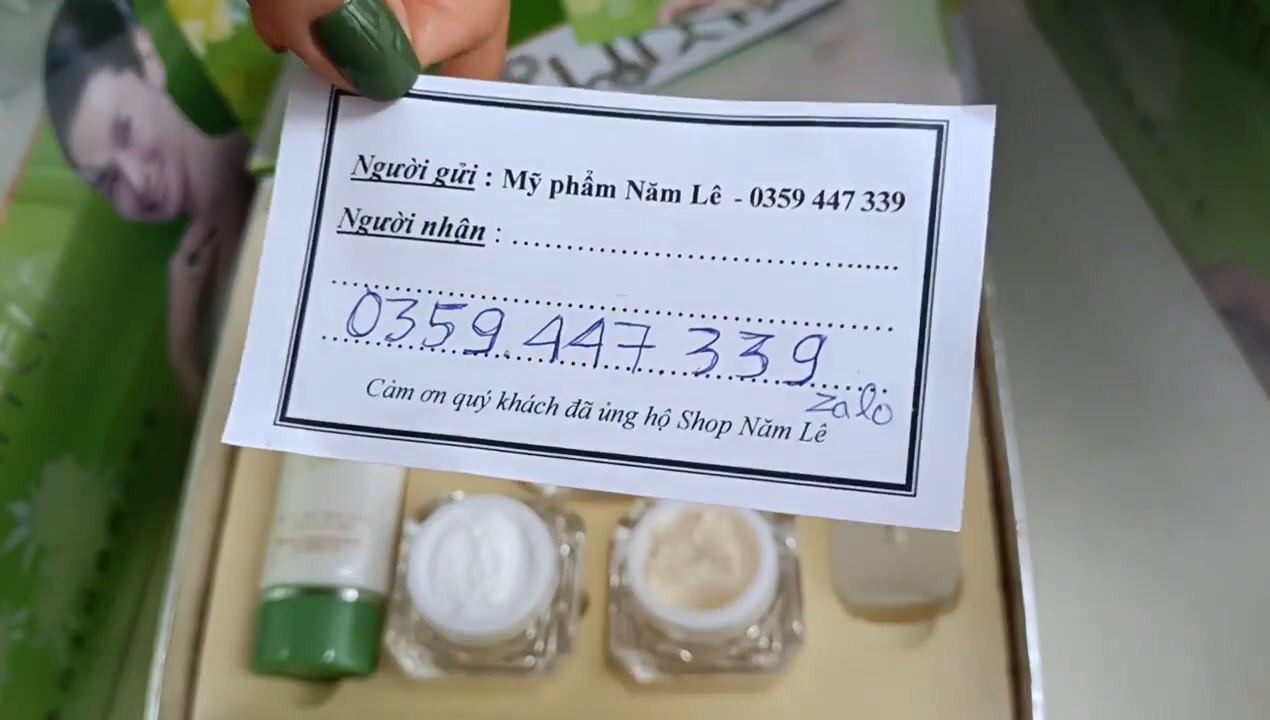 Người gửi : Mỹ phẩm Năm Lê - 0359 447 339
Người nhận :
0359.447.339
zalo
Cảm ơn quý khách đã ủng hộ Shop Năm Lê